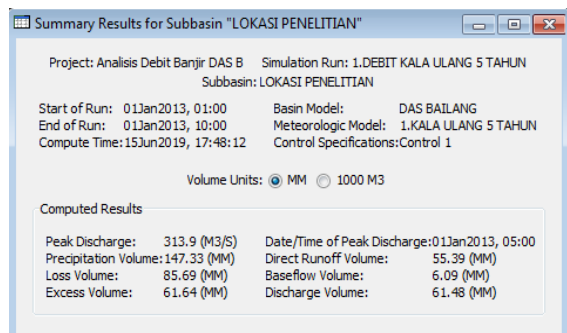 Summary Results for Subbasin "LOKASI PENELITIAN"
Project: Analisis Debit Banjir DAS B Simulation Run: 1.DEBIT KALA ULANG 5 TAHUN
Subbasin: LOKASI PENELITIAN
Start of Run: 01Jan2013, 01:00 Basin Model: DAS BAILANG
End of Run: 01Jan2013, 10:00 Meteorologic Model: 1.KALA ULANG 5 TAHUN
Compute Time:15Jun2019, 17:48:12 Control Specifications:Control 1
Volume Units: MM 1000 M3
Computed Results
Peak Discharge: 313.9 (M3/S) Date/Time of Peak Discharge:01Jan2013, 05:00
Precipitation Volume:147.33 (MM) Direct Runoff Volume: 55.39 (MM)
Loss Volume: 85.69 (MM) Baseflow Volume: 6.09 (MM)
Excess Volume: 61.64 (MM) Discharge Volume: 61.48 (MM)